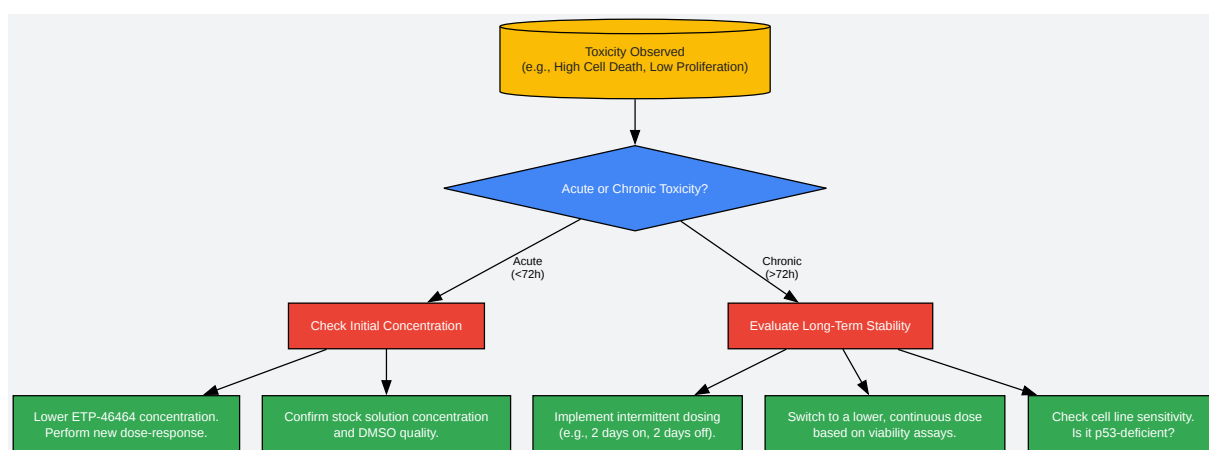 Toxicity Observed
(e.g., High Cell Death, Low Proliferation)
Acute or Chronic Toxicity?
Acute
(<72h)
Chronic
(>72h)
Check Initial Concentration
Evaluate Long-Term Stability
Lower ETP-46464 concentration.
Perform new dose-response.
Confirm stock solution concentration
and DMSO quality.
Implement intermittent dosing
(e.g., 2 days on, 2 days off).
Switch to a lower, continuous dose
based on viability assays.
Check cell line sensitivity.
Is it p53-deficient?